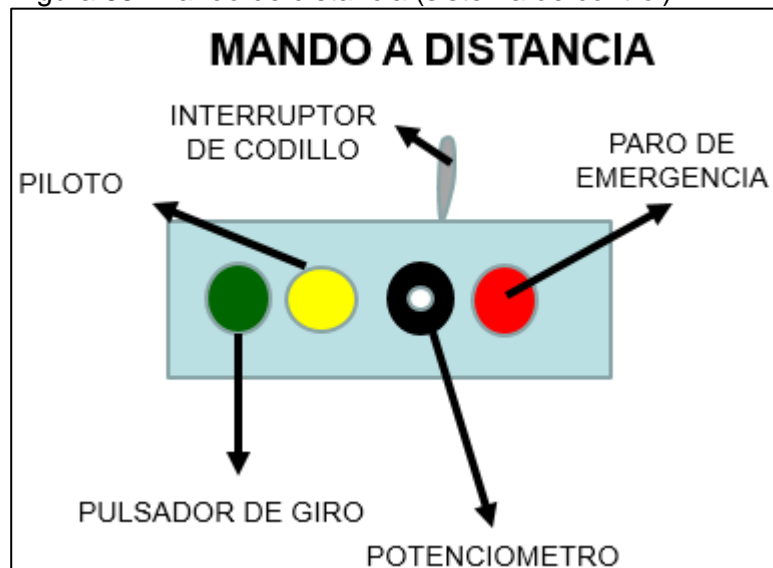 MANDO A DISTANCIA
INTERRUPTOR
DE CODILLO
PARO DE
EMERGENCIA
PILOTO
PULSADOR DE GIRO
POTENCIOMETRO